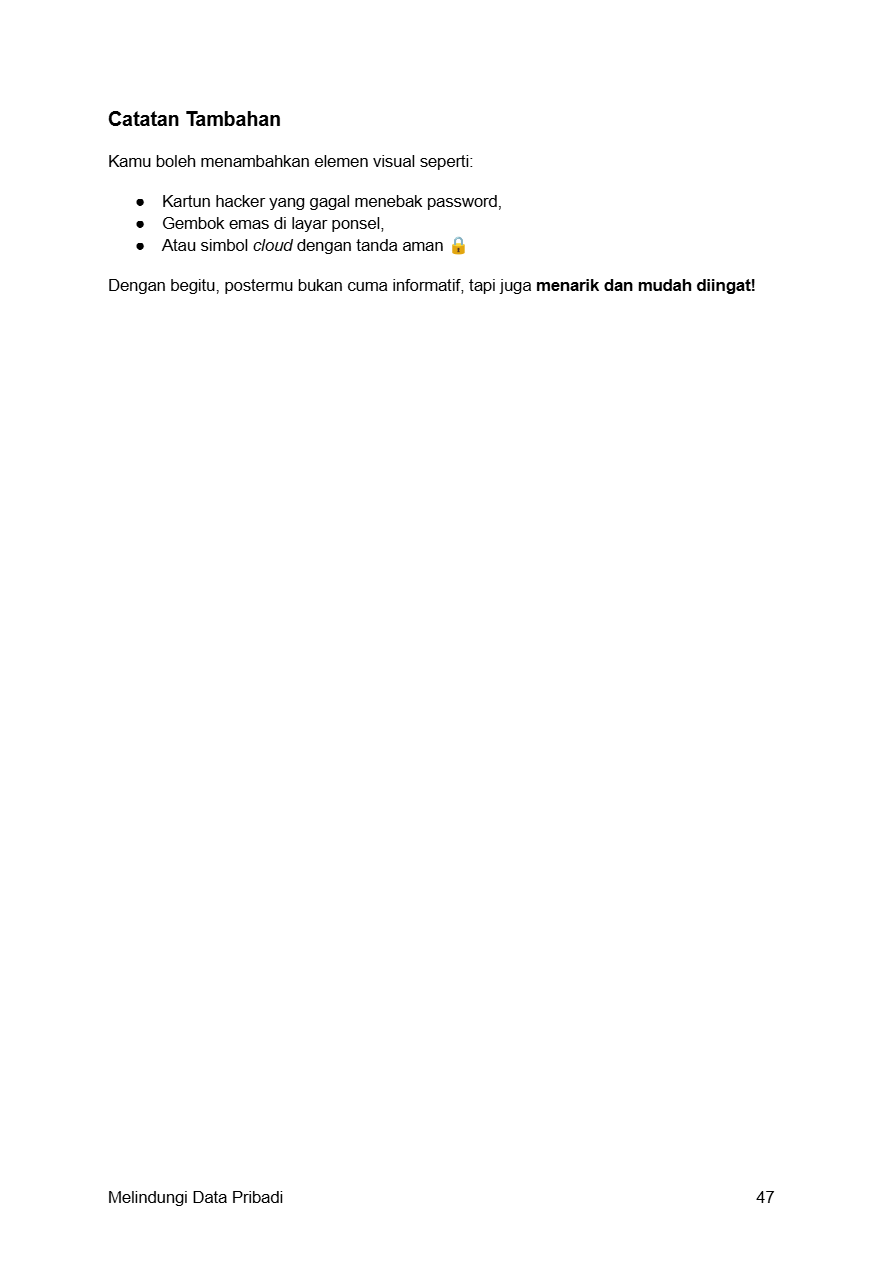 Catatan Tambahan
Kamu boleh menambahkan elemen visual seperti:
● Kartun hacker yang gagal menebak password,
● Gembok emas di layar ponsel,
● Atau simbol cloud dengan tanda aman 🔒
Dengan begitu, postermu bukan cuma informatif, tapi juga menarik dan mudah diingat!
Melindungi Data Pribadi 47